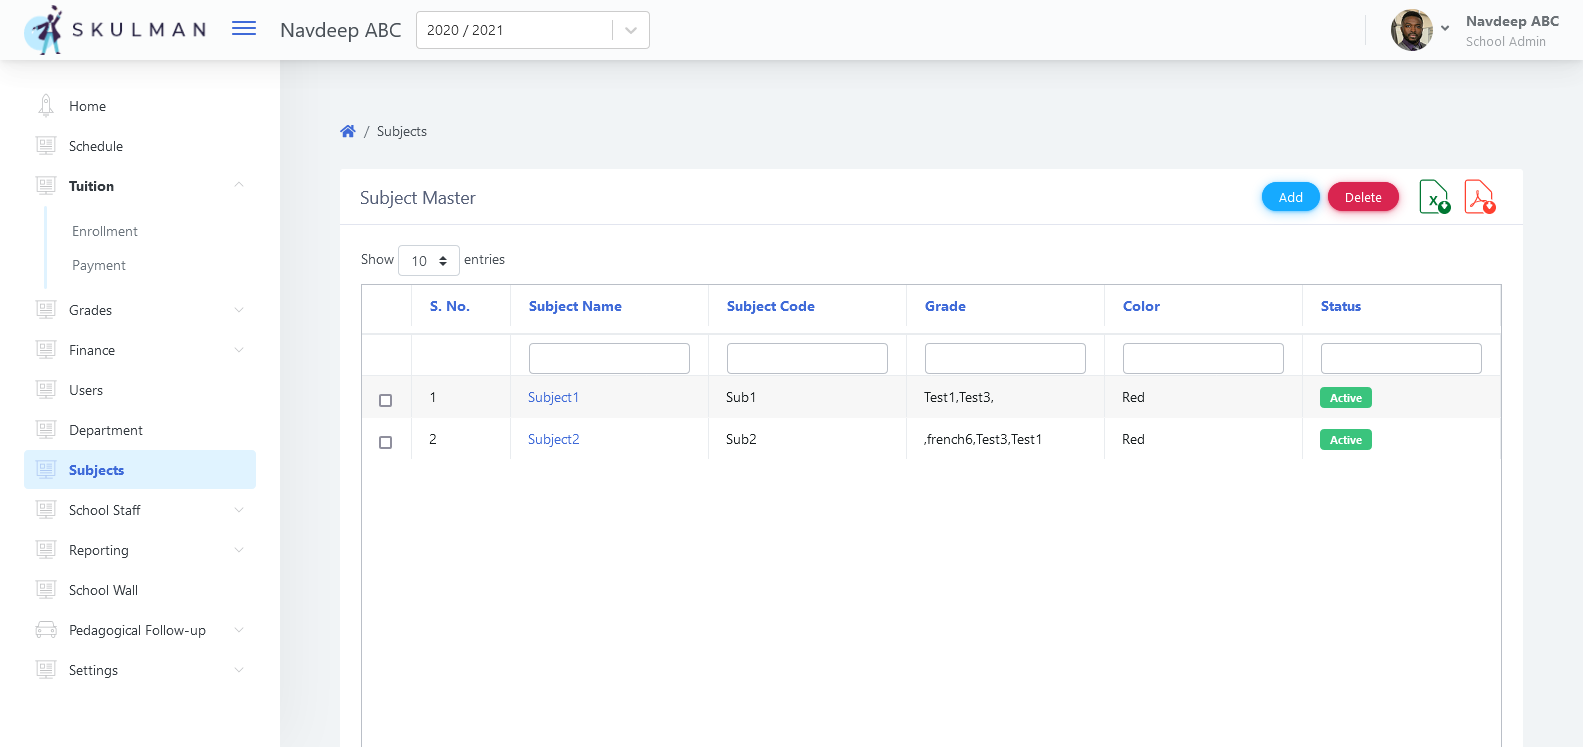 SKULMAN
Navdeep ABC
2020 / 2021
Navdeep ABC
School Admin
Home
Schedule
Tuition
Enrollment
Payment
Grades
Finance
Users
Department
Subjects
School Staff
Reporting
School Wall
Pedagogical Follow-up
Settings
/ Subjects
Subject Master
Add
Delete
X
Show 10 entries
S. No. Subject Name Subject Code Grade Color Status
1 Subject1 Sub1 Test1,Test3, Red Active
2 Subject2 Sub2 ,french6,Test3,Test1 Red Active